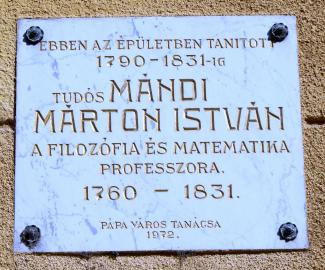 EBBEN AZ ÉPÜLETBEN TANITOTT
1790-1831-IG
TUDÓS MÁNDI
MÁRTON ISTVÁN
A FILOZÓFIA ÉS MATEMATIKA
PROFESSZORA.
1760 - 1831.
PÁPA VÁROS TANÁCSA
1972.